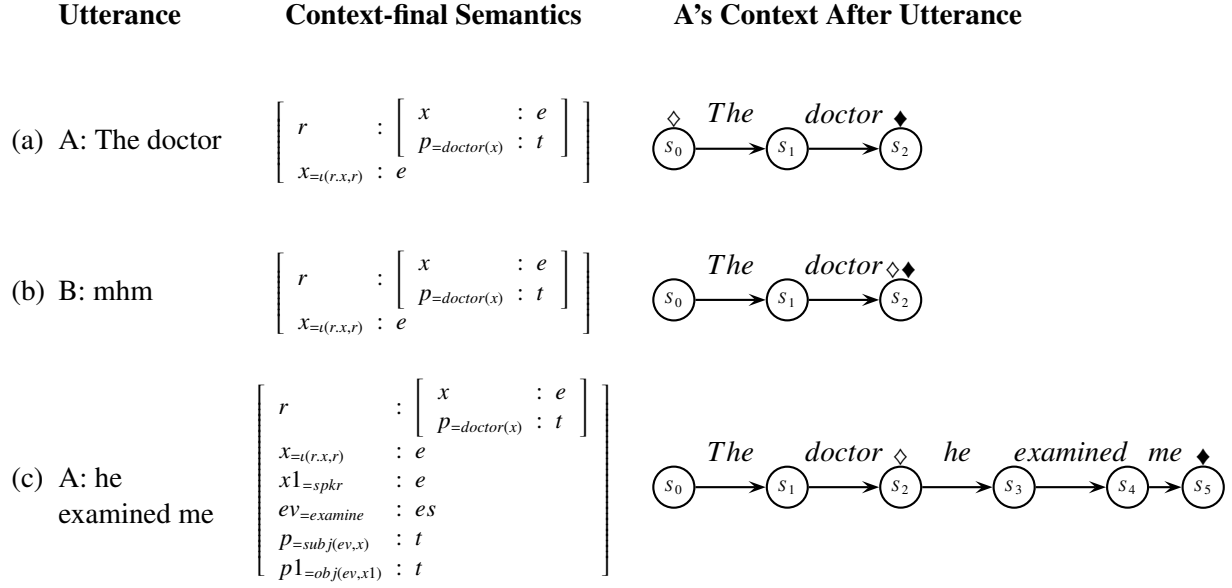 Utterance Context-final Semantics A's Context After Utterance
(a) A: The doctor
r : [ x : e
p=doctor(x) : t ]
x=ι(r.x,r) : e
◇ The doctor ◆
s0 s1 s2
(b) B: mhm
r : [ x : e
p=doctor(x) : t ]
x=ι(r.x,r) : e
The doctor ◇◆
s0 s1 s2
(c) A: he
examined me
r : [ x : e
p=doctor(x) : t ]
x=ι(r.x,r) : e
x1=spkr : e
ev=examine : es
p=subj(ev,x) : t
p1=obj(ev,x1) : t
The doctor ◇ he examined me ◆
s0 s1 s2 s3 s4 s5